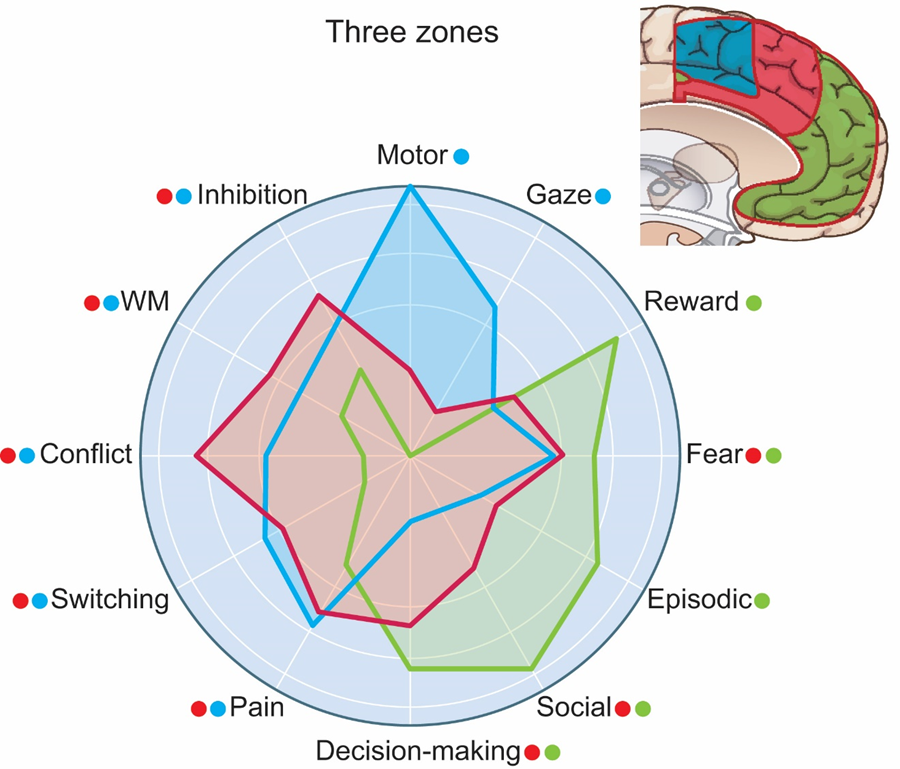 Three zones
Motor
Inhibition
Gaze
WM
Reward
Conflict
Fear
Switching
Episodic
Pain
Social
Decision-making